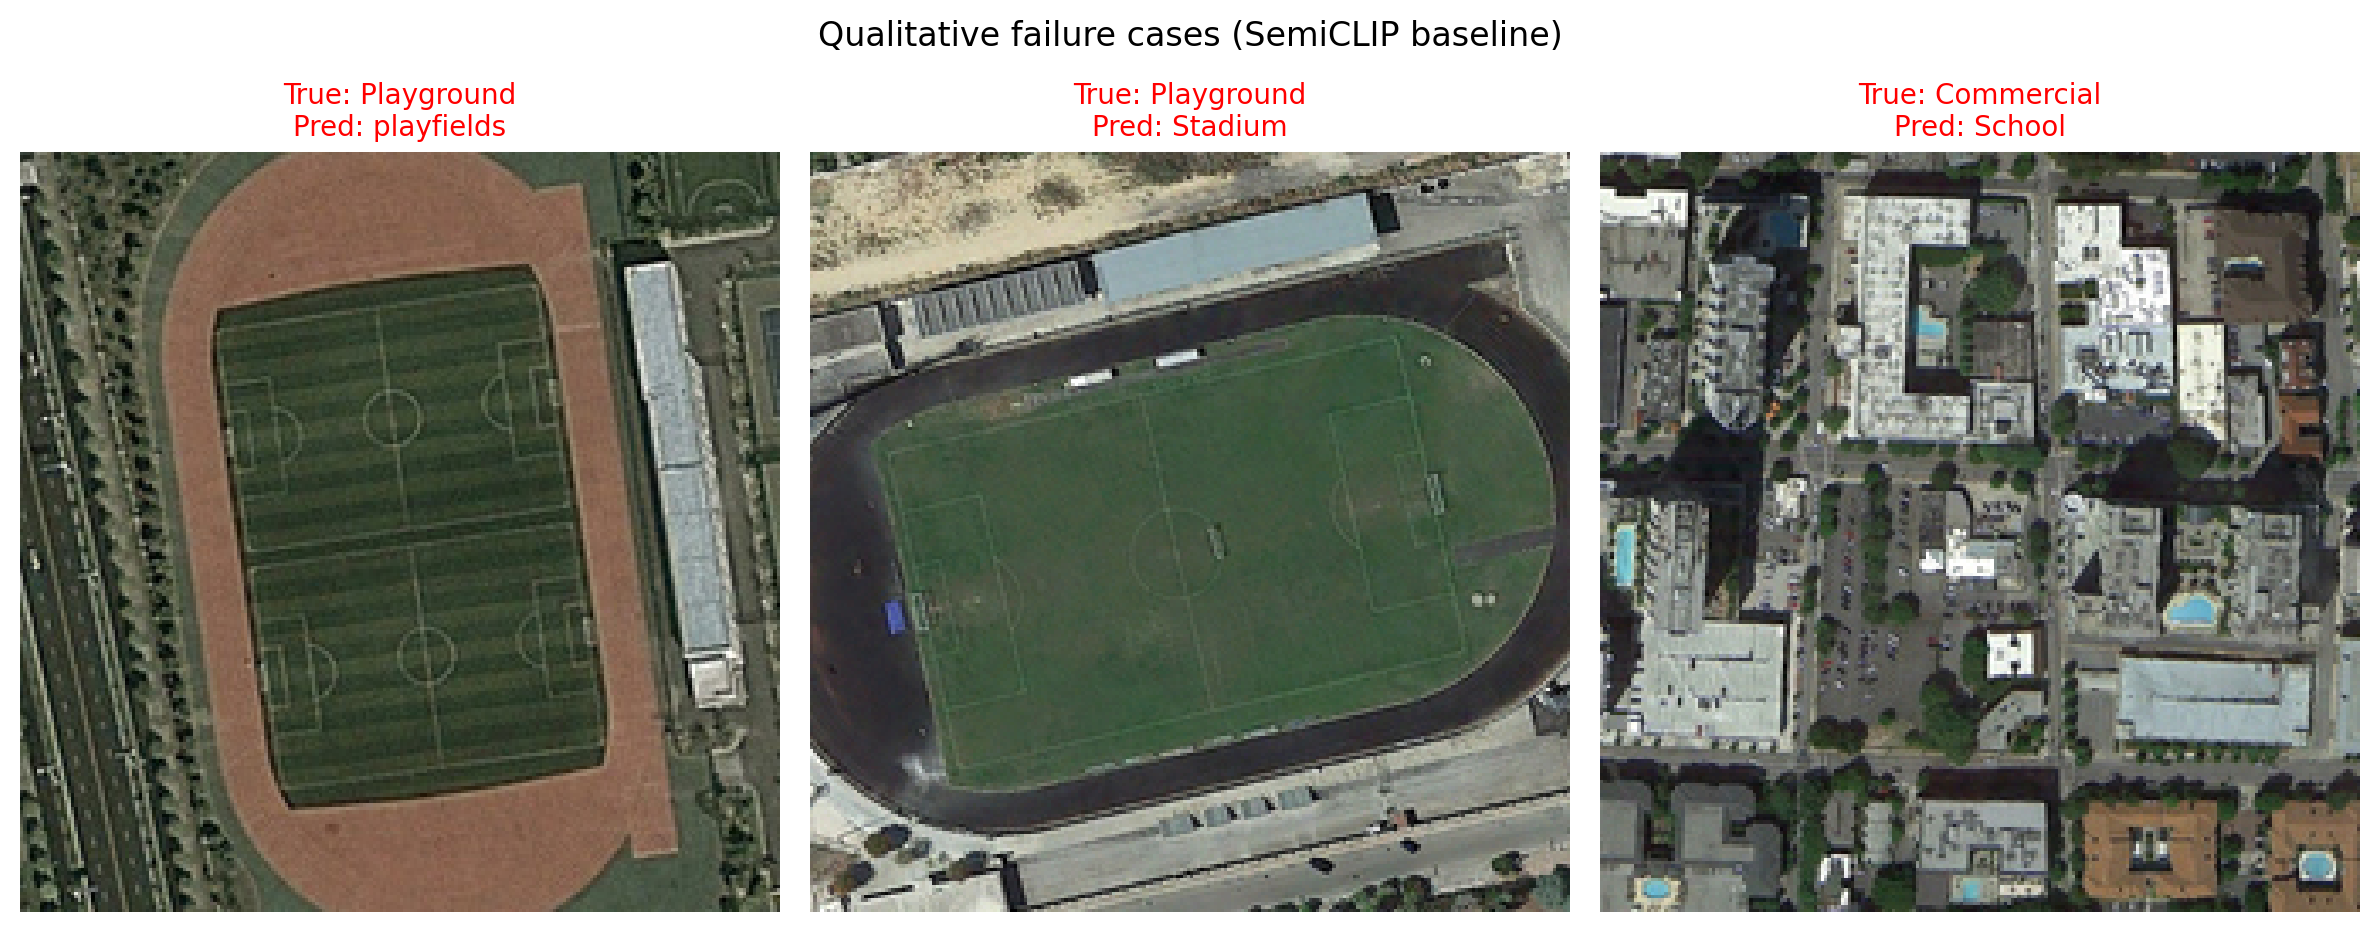 Qualitative failure cases (SemiCLIP baseline)
True: Playground
Pred: playfields
True: Playground
Pred: Stadium
True: Commercial
Pred: School